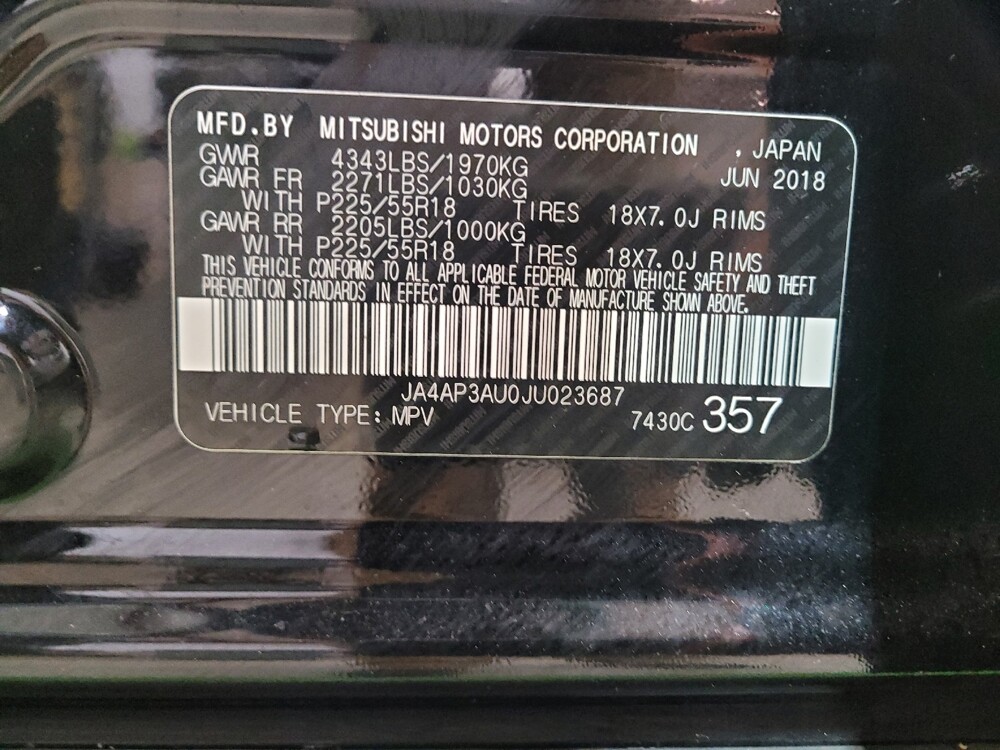 MFD.BY MITSUBISHI MOTORS CORPORATION , JAPAN
GVWR 4343LBS/1970KG JUN 2018
GAWR FR 2271LBS/1030KG
WITH P225/55R18 TIRES 18X7.0J RIMS
GAWR RR 2205LBS/1000KG
WITH P225/55R18 TIRES 18X7.0J RIMS
THIS VEHICLE CONFORMS TO ALL APPLICABLE FEDERAL MOTOR VEHICLE SAFETY AND THEFT
PREVENTION STANDARDS IN EFFECT ON THE DATE OF MANUFACTURE SHOWN ABOVE.
JA4AP3AU0JU023687
VEHICLE TYPE: MPV 7430C 357